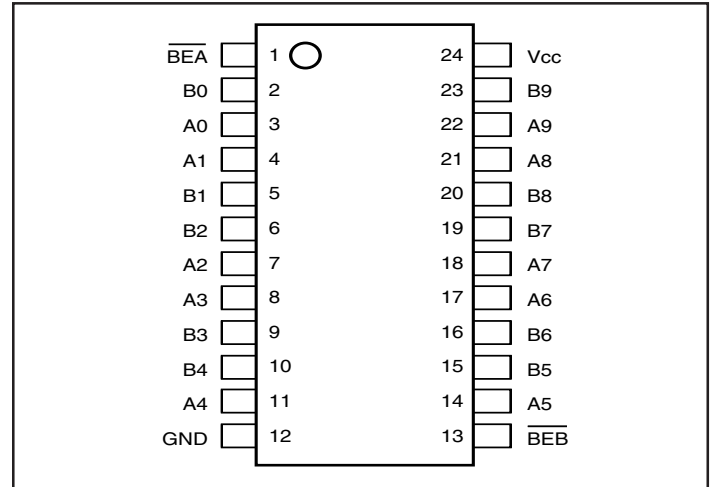 B̅E̅A̅ 1 24 Vcc
B0 2 23 B9
A0 3 22 A9
A1 4 21 A8
B1 5 20 B8
B2 6 19 B7
A2 7 18 A7
A3 8 17 A6
B3 9 16 B6
B4 10 15 B5
A4 11 14 A5
GND 12 13 B̅E̅B̅